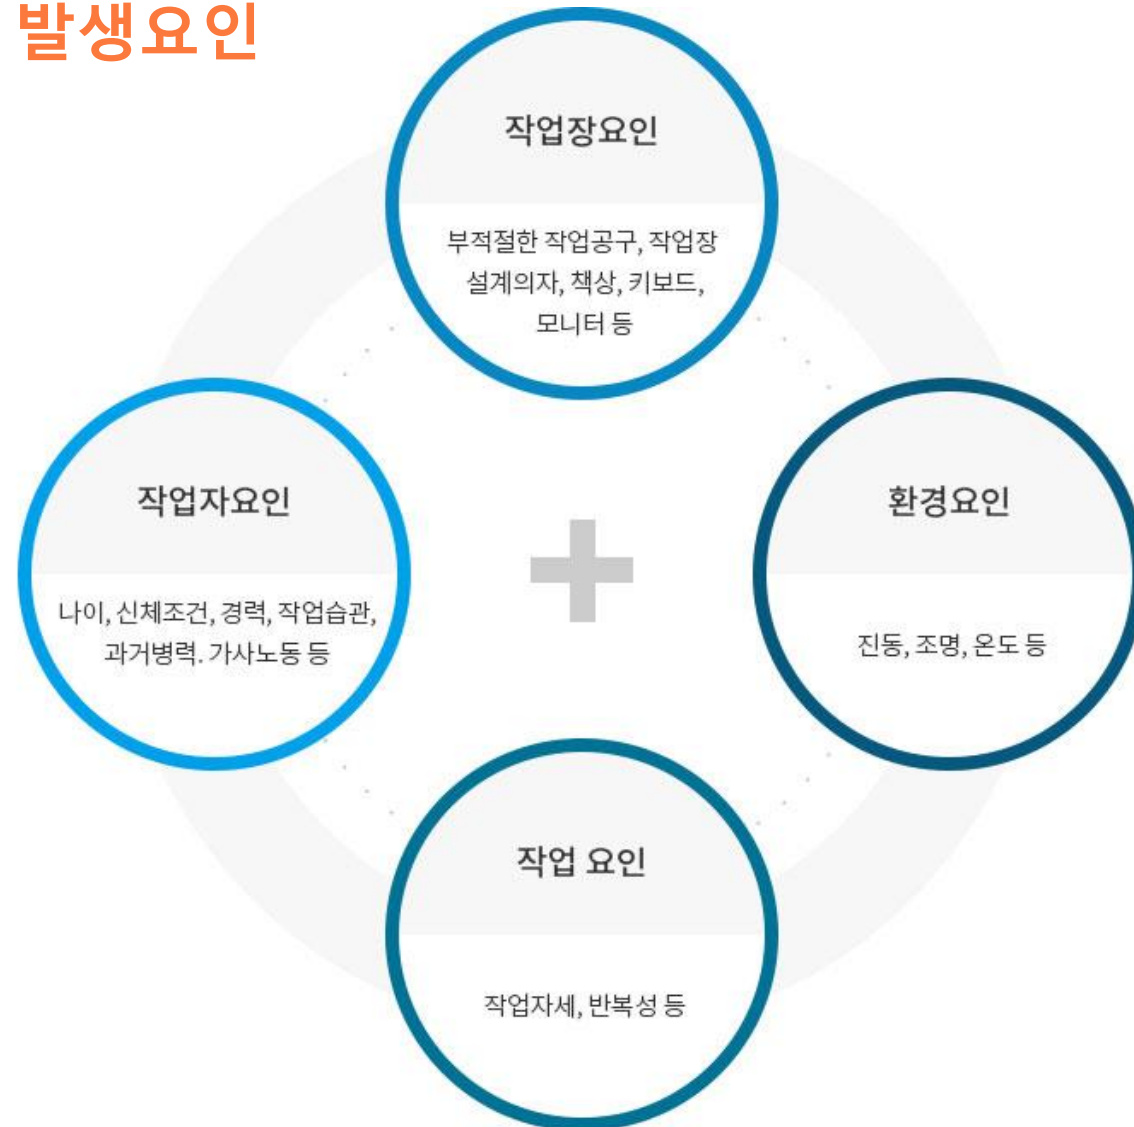 발생요인
작업장요인
부적절한 작업공구, 작업장
설계의자, 책상, 키보드,
모니터 등
작업자요인
나이, 신체조건, 경력, 작업습관,
과거병력. 가사노동 등
환경요인
진동, 조명, 온도 등
작업 요인
작업자세, 반복성 등